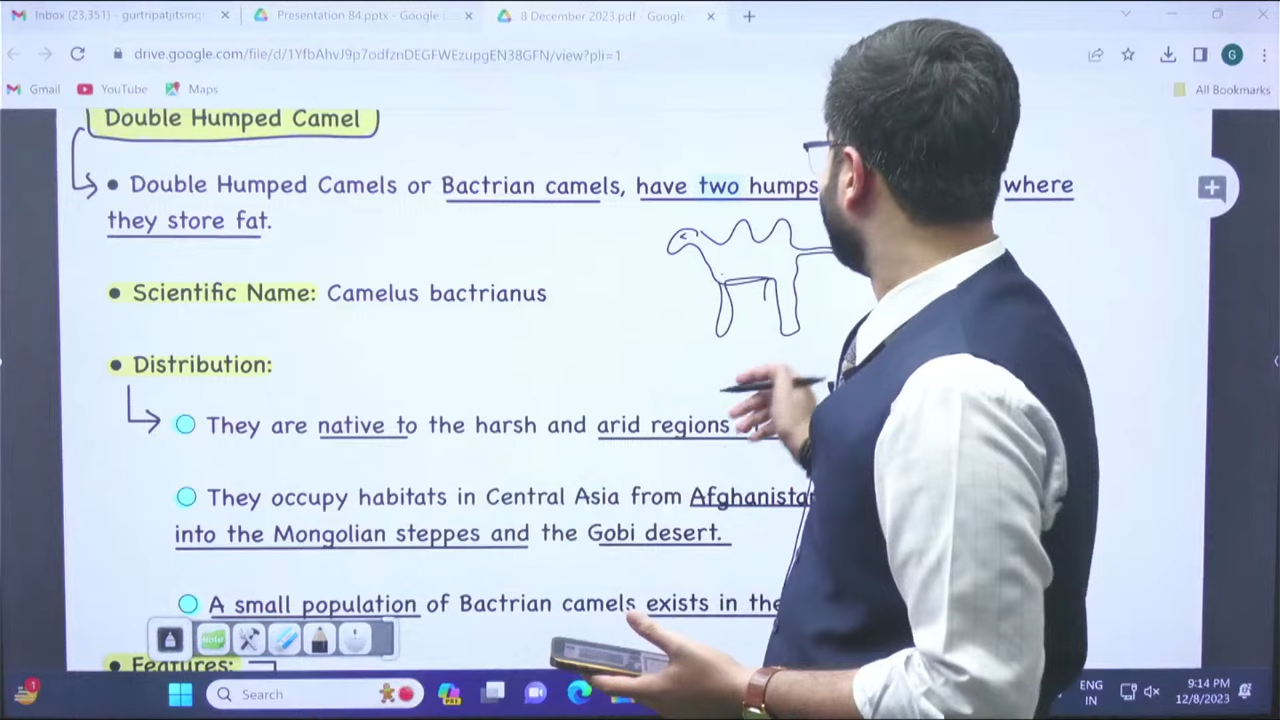 Inbox (23,351) - gurtripatjitsing
Presentation 84.pptx - Google
8 December 2023.pdf - Google
drive.google.com/file/d/1YfbAhvJ9p7odfznDEGFWEzupgEN38GFN/view?pli=1
G
Gmail
YouTube
Maps
All Bookmarks
Double Humped Camel
• Double Humped Camels or Bactrian camels, have two humps where
they store fat.
• Scientific Name: Camelus bactrianus
• Distribution:
They are native to the harsh and arid regions
They occupy habitats in Central Asia from Afghanista
into the Mongolian steppes and the Gobi desert.
A small population of Bactrian camels exists in the
• Features:
Note
1
Search
PRE
ENG
IN
9:14 PM
12/8/2023